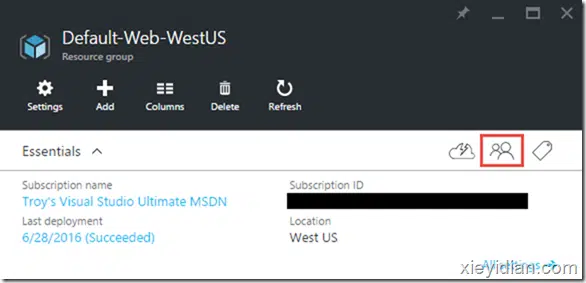 Default-Web-WestUS
Resource group
Settings Add Columns Delete Refresh
Essentials
Subscription name Subscription ID
Troy's Visual Studio Ultimate MSDN
Last deployment Location
6/28/2016 (Succeeded) West US
All settings
xieyidian.com